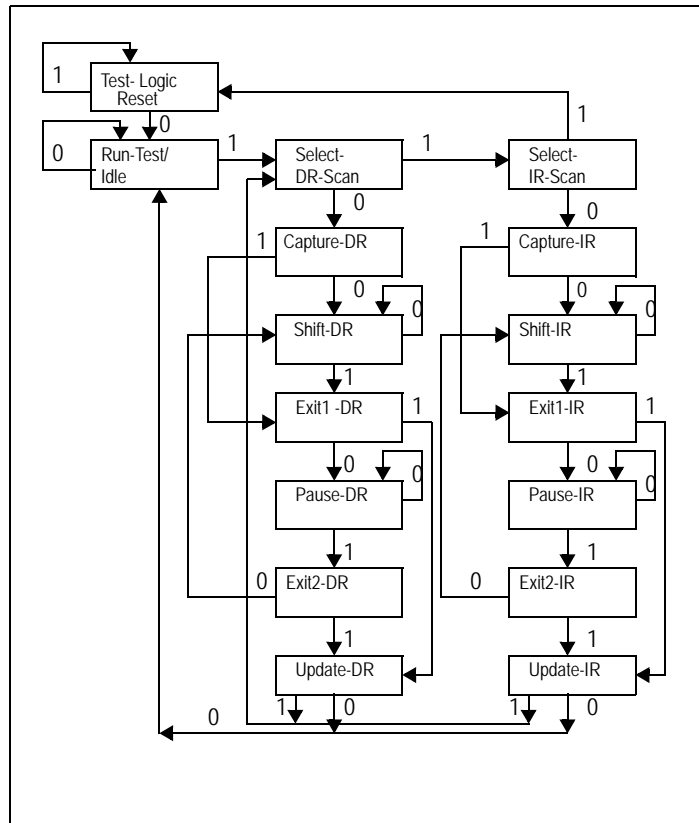 1
Test- Logic
Reset
0
1
0
Run-Test/
Idle
1
Select-
DR-Scan
1
Select-
IR-Scan
0
0
1
Capture-DR
1
Capture-IR
0
0
Shift-DR
0
Shift-IR
0
1
1
Exit1 -DR
1
Exit1-IR
1
0
0
Pause-DR
0
Pause-IR
0
1
1
0
Exit2-DR
0
Exit2-IR
1
1
Update-DR
Update-IR
1
0
1
0
0